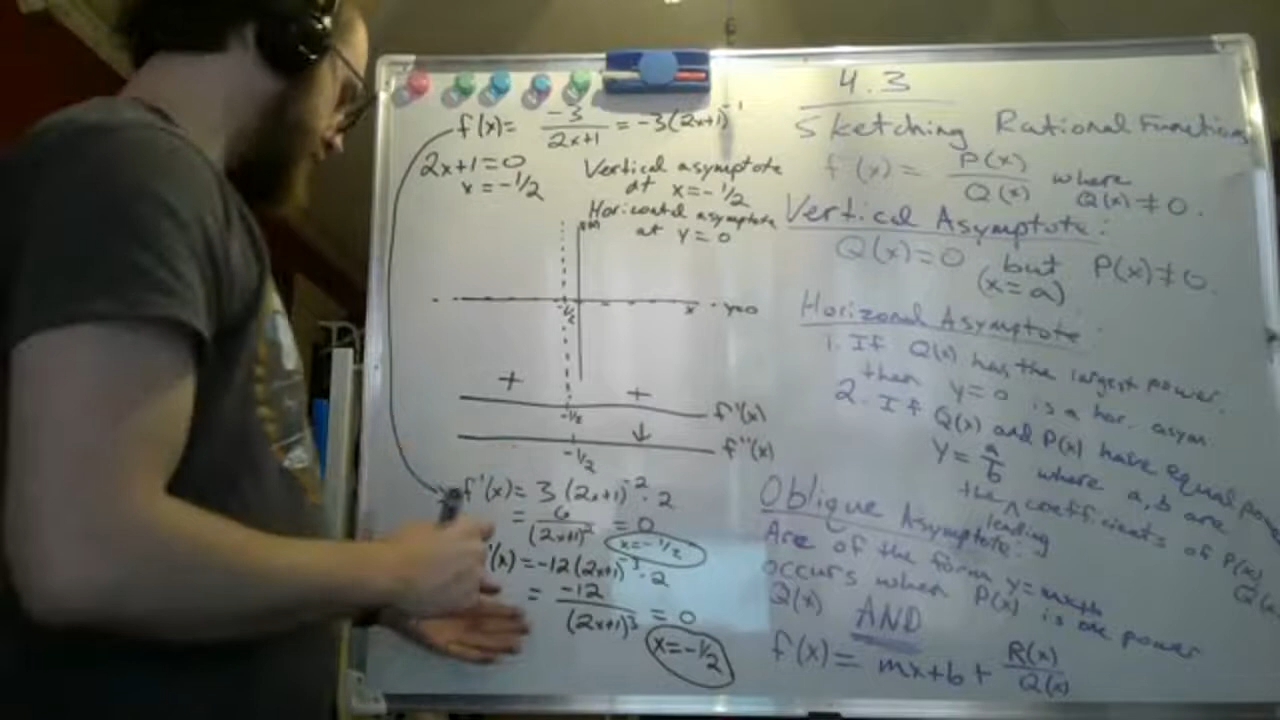 f(x)= -3/2x+1 = -3(2x+1)^-1
2x+1=0
x=-1/2
Vertical asymptote
at x=-1/2
Horizontal asymptote
at y=0
-1/2
x
y=0
+ +
-1/2
f'(x)
↓
-1/2
f''(x)
f'(x)= 3(2x+1)^-2 · 2
= 6/(2x+1)^2 = 0
x=-1/2
'(x)=-12(2x+1)^-3 · 2
= -12/(2x+1)^3 = 0
x=-1/2
4.3
Sketching Rational Functions
f(x)= P(x)/Q(x) where Q(x)≠0.
Vertical Asymptote:
Q(x)=0 but P(x)≠0.
(x=a)
Horizonal Asymptote:
1. If Q(x) has the largest power.
then y=0 is a hor. asym.
2. If Q(x) and P(x) have equal power
y= a/b where a,b are
the ^ leading coefficients of P(x)
Q(x)
Oblique Asymptote:
Are of the form y=mx+b
occurs when P(x) is one power
Q(x) AND
f(x)= mx+b+ R(x)/Q(x)